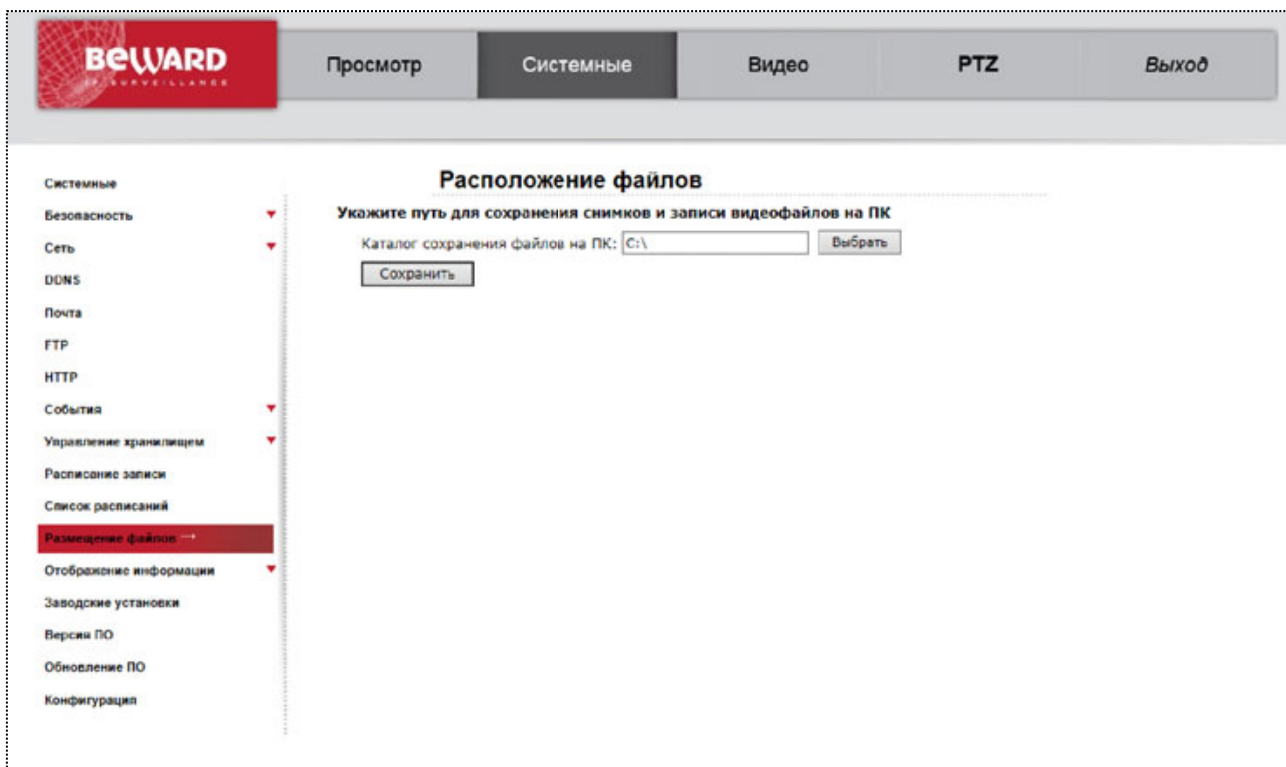 BEWARD
IP SURVEILLANCE
Просмотр
Системные
Видео
PTZ
Выход
Системные
Безопасность
Сеть
DDNS
Почта
FTP
HTTP
События
Управление хранилищем
Расписание записи
Список расписаний
Размещение файлов →
Отображение информации
Заводские установки
Версия ПО
Обновление ПО
Конфигурация
Расположение файлов
Укажите путь для сохранения снимков и записи видеофайлов на ПК
Каталог сохранения файлов на ПК: C:\ Выбрать
Сохранить